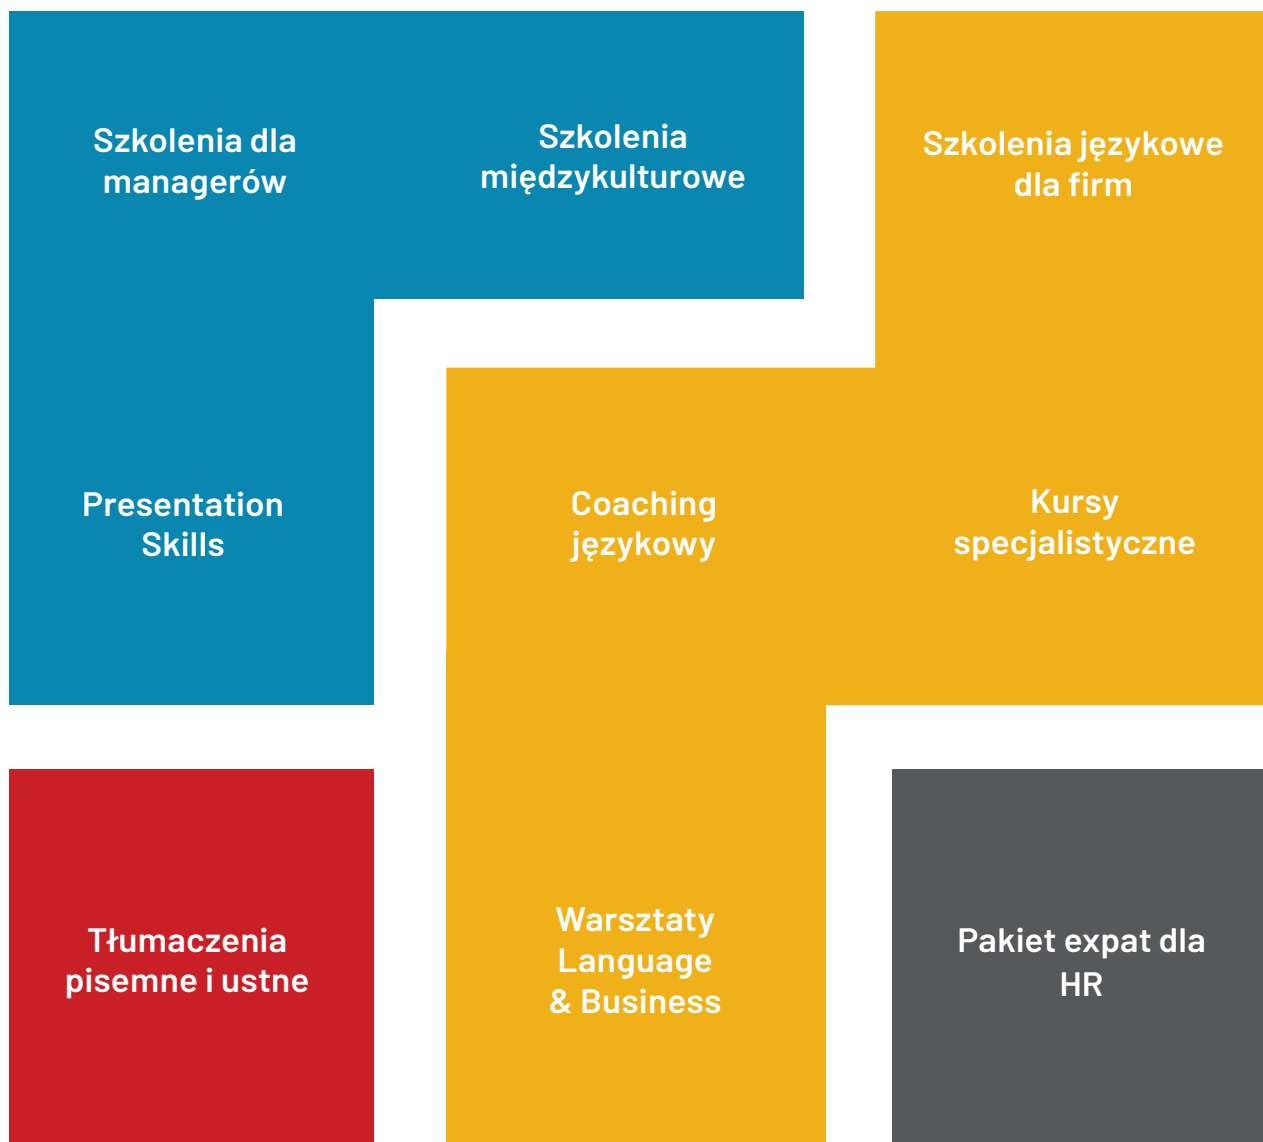 Szkolenia dla
managerów
Szkolenia
międzykulturowe
Szkolenia językowe
dla firm
Presentation
Skills
Coaching
językowy
Kursy
specjalistyczne
Tłumaczenia
pisemne i ustne
Warsztaty
Language
& Business
Pakiet expat dla
HR